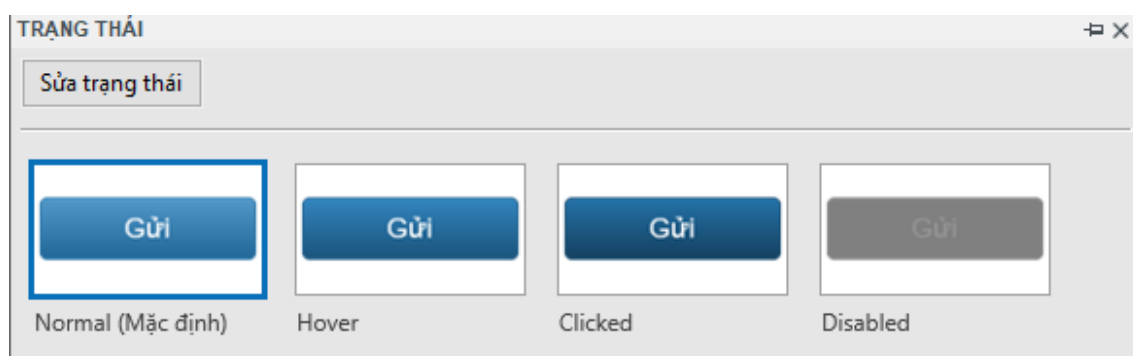 TRẠNG THÁI
Sửa trạng thái
Gửi Gửi Gửi Gửi
Normal (Mặc định) Hover Clicked Disabled